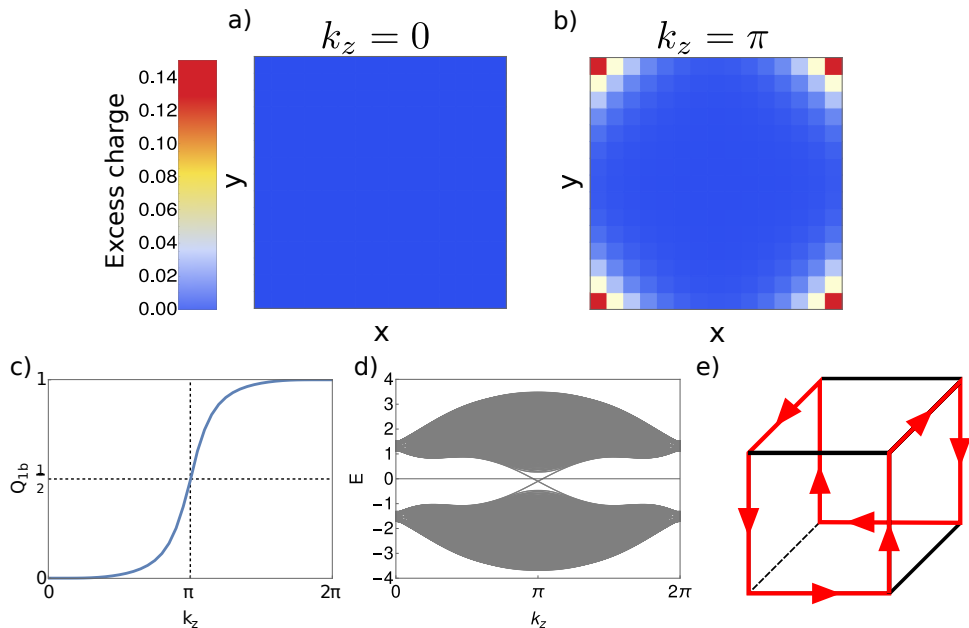 a)
k_z = 0
b)
k_z = π
Excess charge
0.14
0.12
0.10
0.08
0.06
0.04
0.02
0.00
y
x
y
x
c)
Q_{1b}
1
1/2
0
0
π
2π
k_z
d)
E
4
3
2
1
0
−1
−2
−3
−4
0
π
2π
k_z
e)